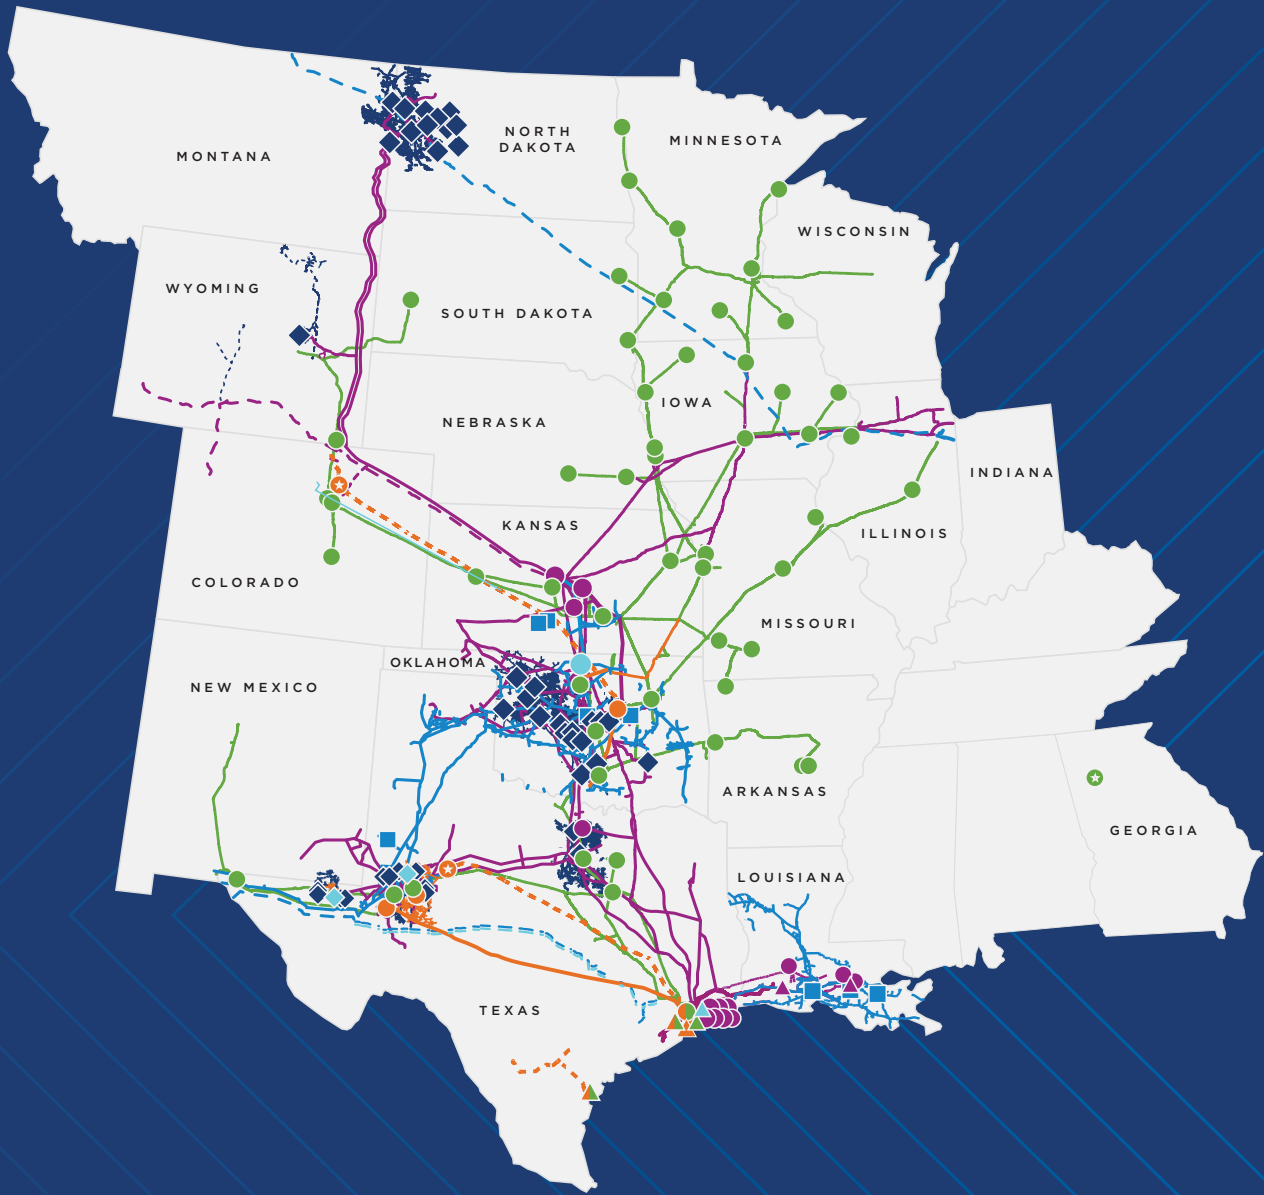 NORTH
DAKOTA
MINNESOTA
MONTANA
WISCONSIN
WYOMING
SOUTH DAKOTA
IOWA
NEBRASKA
INDIANA
KANSAS
ILLINOIS
COLORADO
MISSOURI
OKLAHOMA
NEW MEXICO
ARKANSAS
GEORGIA
LOUISIANA
TEXAS